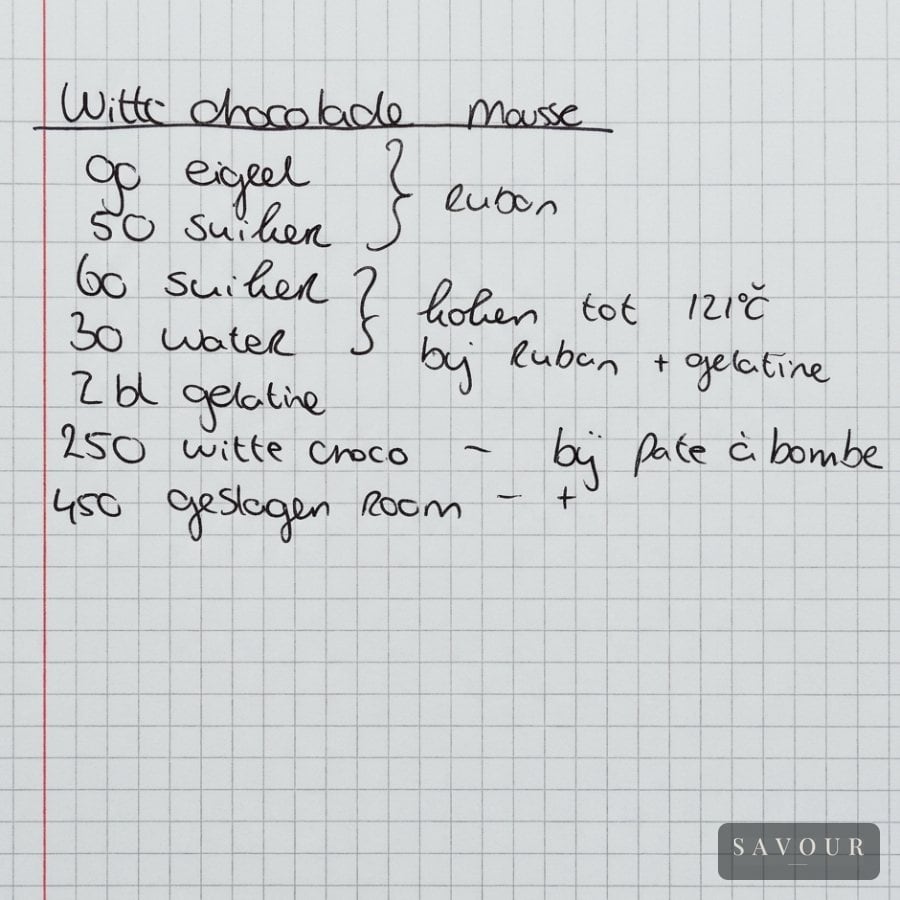 Witte chocolade mousse
90 eigeel } Ruban
50 suiker
60 suiker } koken tot 121°C
30 water bij Ruban + gelatine
2 bl gelatine
250 witte choco - bij Pate à bombe
450 geslagen Room - +
SAVOUR